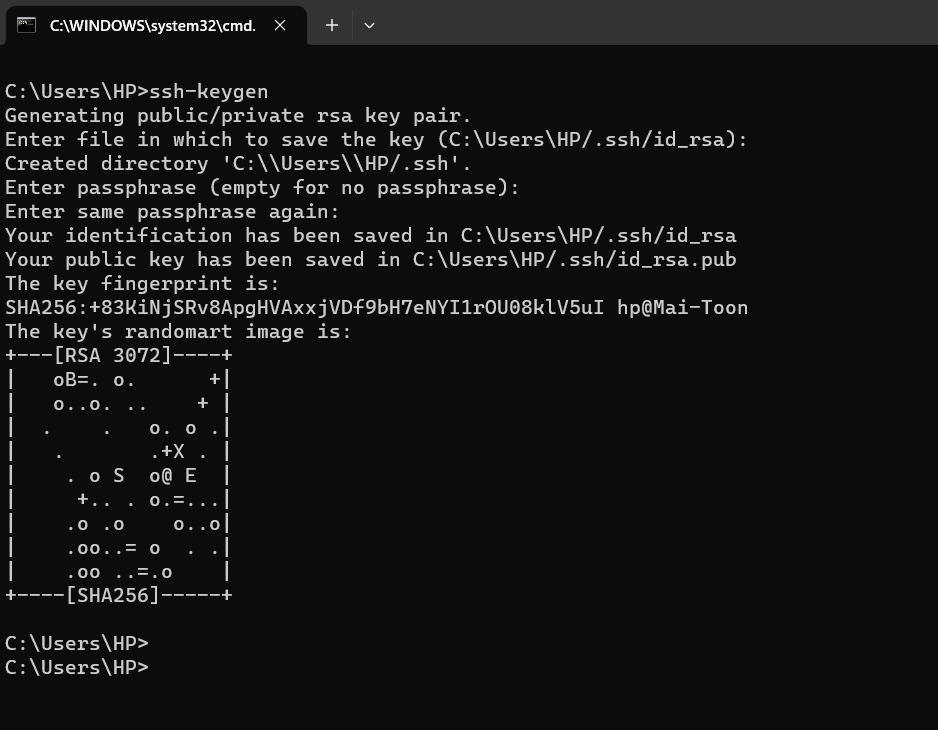 C:\WINDOWS\system32\cmd.
C:\Users\HP>ssh-keygen
Generating public/private rsa key pair.
Enter file in which to save the key (C:\Users\HP/.ssh/id_rsa):
Created directory 'C:\\Users\\HP/.ssh'.
Enter passphrase (empty for no passphrase):
Enter same passphrase again:
Your identification has been saved in C:\Users\HP/.ssh/id_rsa
Your public key has been saved in C:\Users\HP/.ssh/id_rsa.pub
The key fingerprint is:
SHA256:+83KiNjSRv8ApgHVAxxjVDf9bH7eNYI1rOU08klV5uI hp@Mai-Toon
The key's randomart image is:
+---[RSA 3072]----+
|   oB=. o.      +|
|   o..o. ..    + |
|  .    .   o. o .|
|   .       .+X . |
|    . o S  o@ E  |
|     +.. . o.=...|
|    .o .o    o..o|
|    .oo..= o  . .|
|    .oo ..=.o    |
+----[SHA256]-----+
C:\Users\HP>
C:\Users\HP>